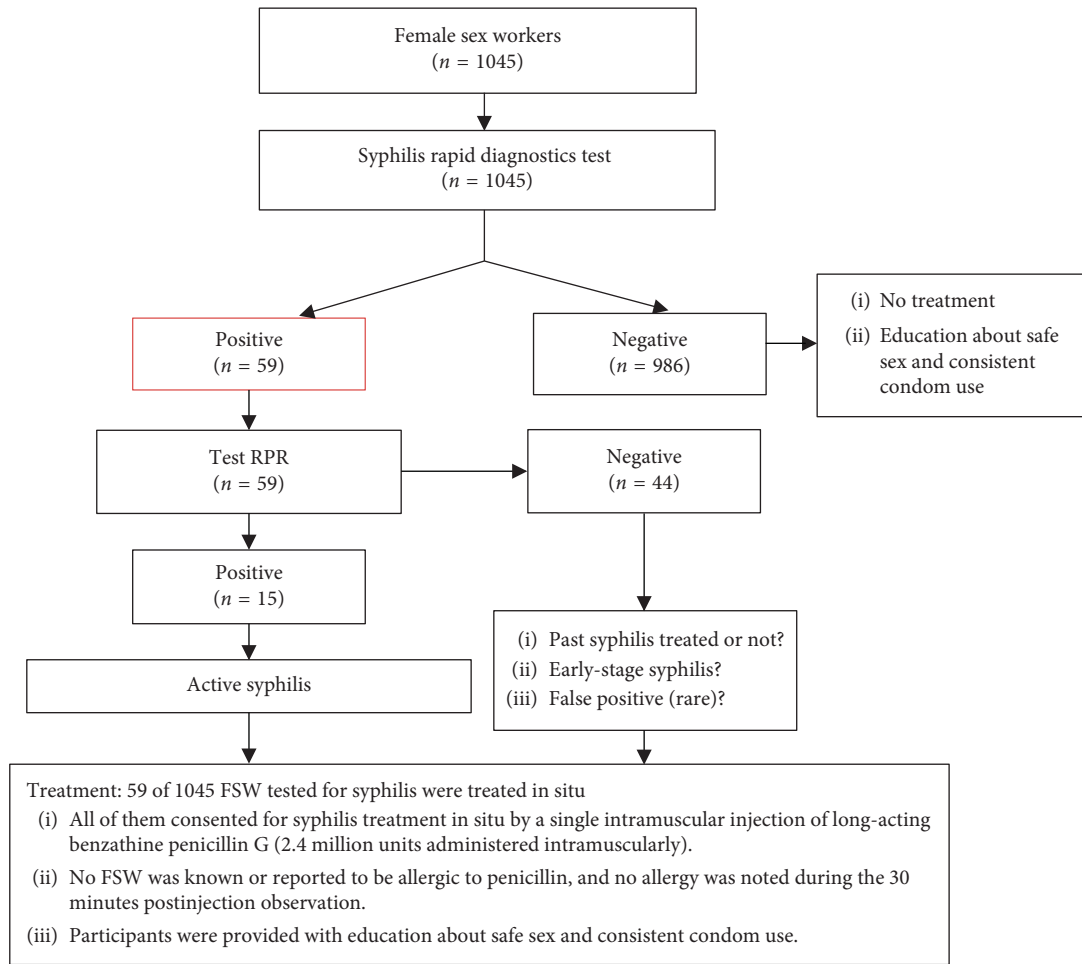 Female sex workers
(n = 1045)
Syphilis rapid diagnostics test
(n = 1045)
Positive
(n = 59)
Negative
(n = 986)
(i) No treatment
(ii) Education about safe
sex and consistent
condom use
Test RPR
(n = 59)
Negative
(n = 44)
Positive
(n = 15)
Active syphilis
(i) Past syphilis treated or not?
(ii) Early-stage syphilis?
(iii) False positive (rare)?
Treatment: 59 of 1045 FSW tested for syphilis were treated in situ
(i) All of them consented for syphilis treatment in situ by a single intramuscular injection of long-acting
benzathine penicillin G (2.4 million units administered intramuscularly).
(ii) No FSW was known or reported to be allergic to penicillin, and no allergy was noted during the 30
minutes postinjection observation.
(iii) Participants were provided with education about safe sex and consistent condom use.